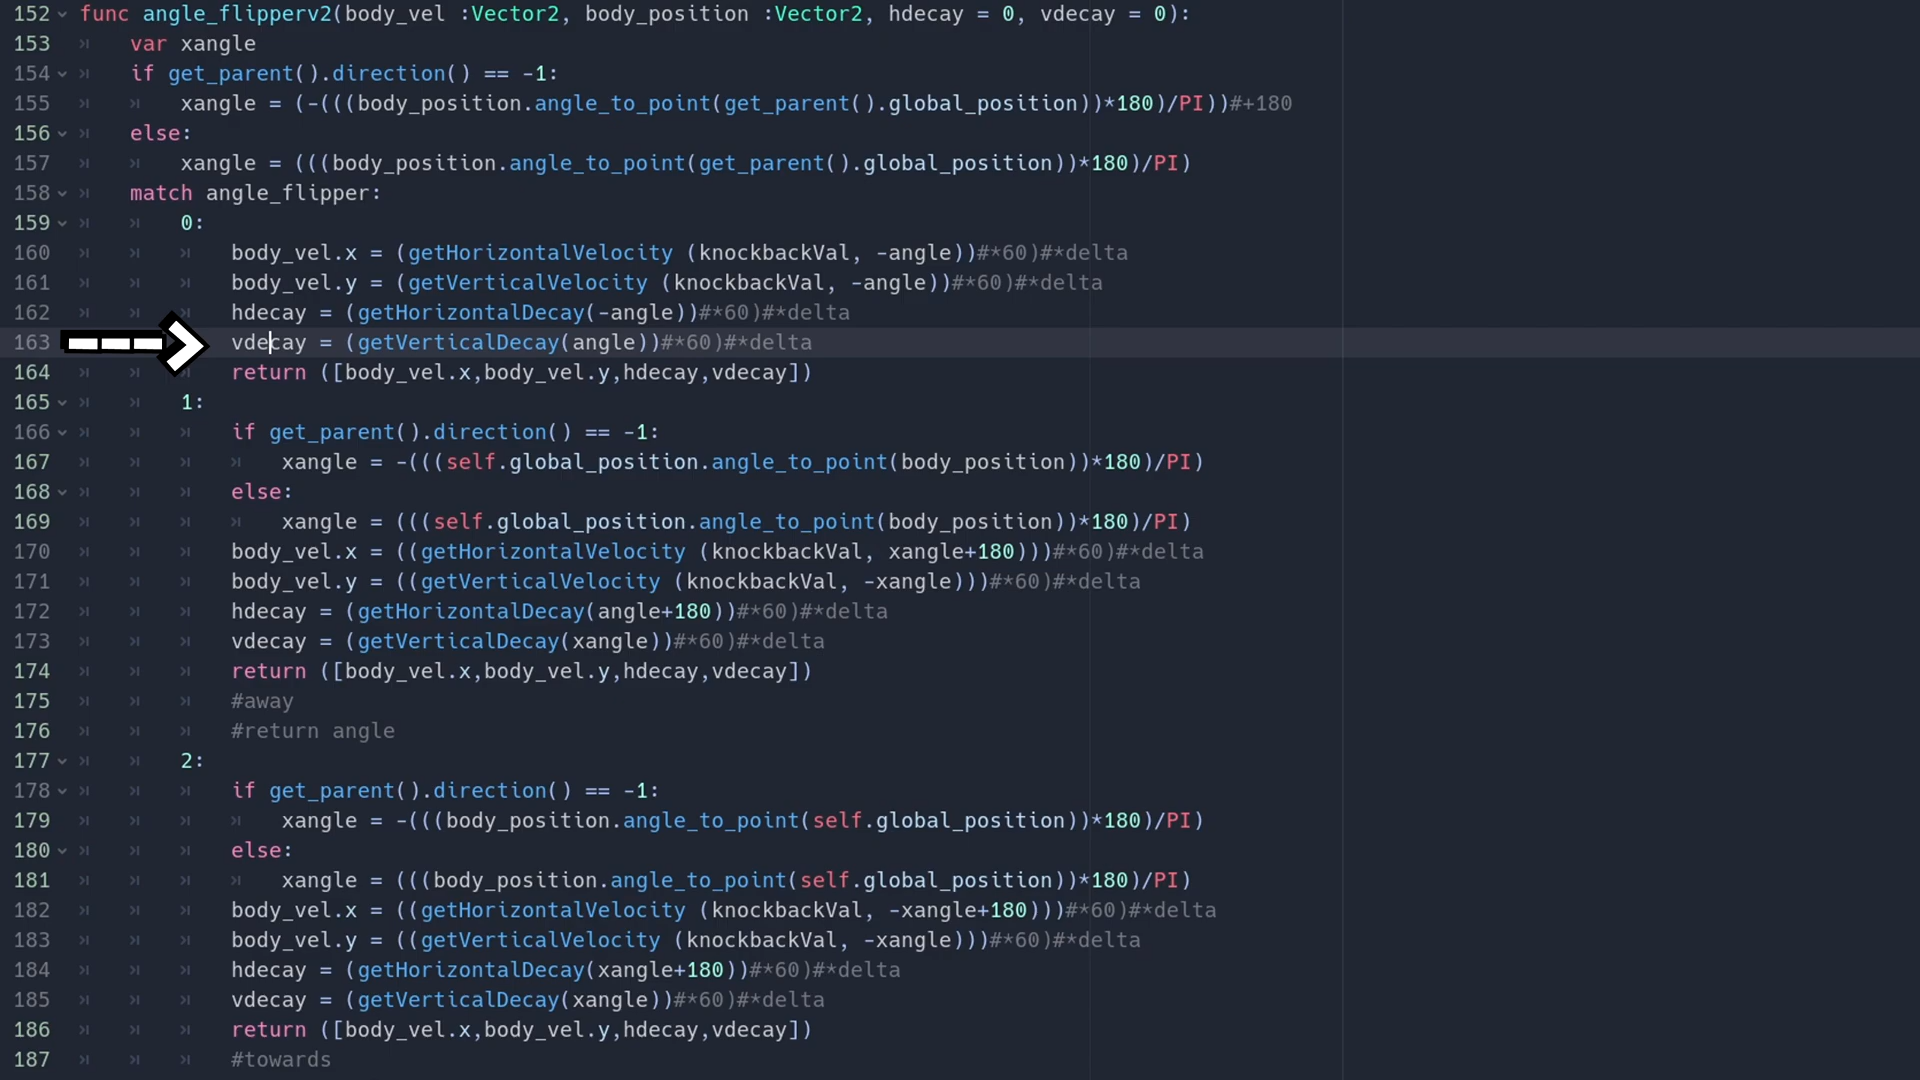 152 func angle_flipperv2(body_vel :Vector2, body_position :Vector2, hdecay = 0, vdecay = 0):
153 var xangle
154 if get_parent().direction() == -1:
155 xangle = (-(((body_position.angle_to_point(get_parent().global_position))*180)/PI))#+180
156 else:
157 xangle = (((body_position.angle_to_point(get_parent().global_position))*180)/PI)
158 match angle_flipper:
159 0:
160 body_vel.x = (getHorizontalVelocity (knockbackVal, -angle))#*60)#*delta
161 body_vel.y = (getVerticalVelocity (knockbackVal, -angle))#*60)#*delta
162 hdecay = (getHorizontalDecay(-angle))#*60)#*delta
163 vdecay = (getVerticalDecay(angle))#*60)#*delta
164 return ([body_vel.x,body_vel.y,hdecay,vdecay])
165 1:
166 if get_parent().direction() == -1:
167 xangle = -(((self.global_position.angle_to_point(body_position))*180)/PI)
168 else:
169 xangle = (((self.global_position.angle_to_point(body_position))*180)/PI)
170 body_vel.x = ((getHorizontalVelocity (knockbackVal, xangle+180)))#*60)#*delta
171 body_vel.y = ((getVerticalVelocity (knockbackVal, -xangle)))#*60)#*delta
172 hdecay = (getHorizontalDecay(angle+180))#*60)#*delta
173 vdecay = (getVerticalDecay(xangle))#*60)#*delta
174 return ([body_vel.x,body_vel.y,hdecay,vdecay])
175 #away
176 #return angle
177 2:
178 if get_parent().direction() == -1:
179 xangle = -(((body_position.angle_to_point(self.global_position))*180)/PI)
180 else:
181 xangle = (((body_position.angle_to_point(self.global_position))*180)/PI)
182 body_vel.x = ((getHorizontalVelocity (knockbackVal, -xangle+180)))#*60)#*delta
183 body_vel.y = ((getVerticalVelocity (knockbackVal, -xangle)))#*60)#*delta
184 hdecay = (getHorizontalDecay(xangle+180))#*60)#*delta
185 vdecay = (getVerticalDecay(xangle))#*60)#*delta
186 return ([body_vel.x,body_vel.y,hdecay,vdecay])
187 #towards